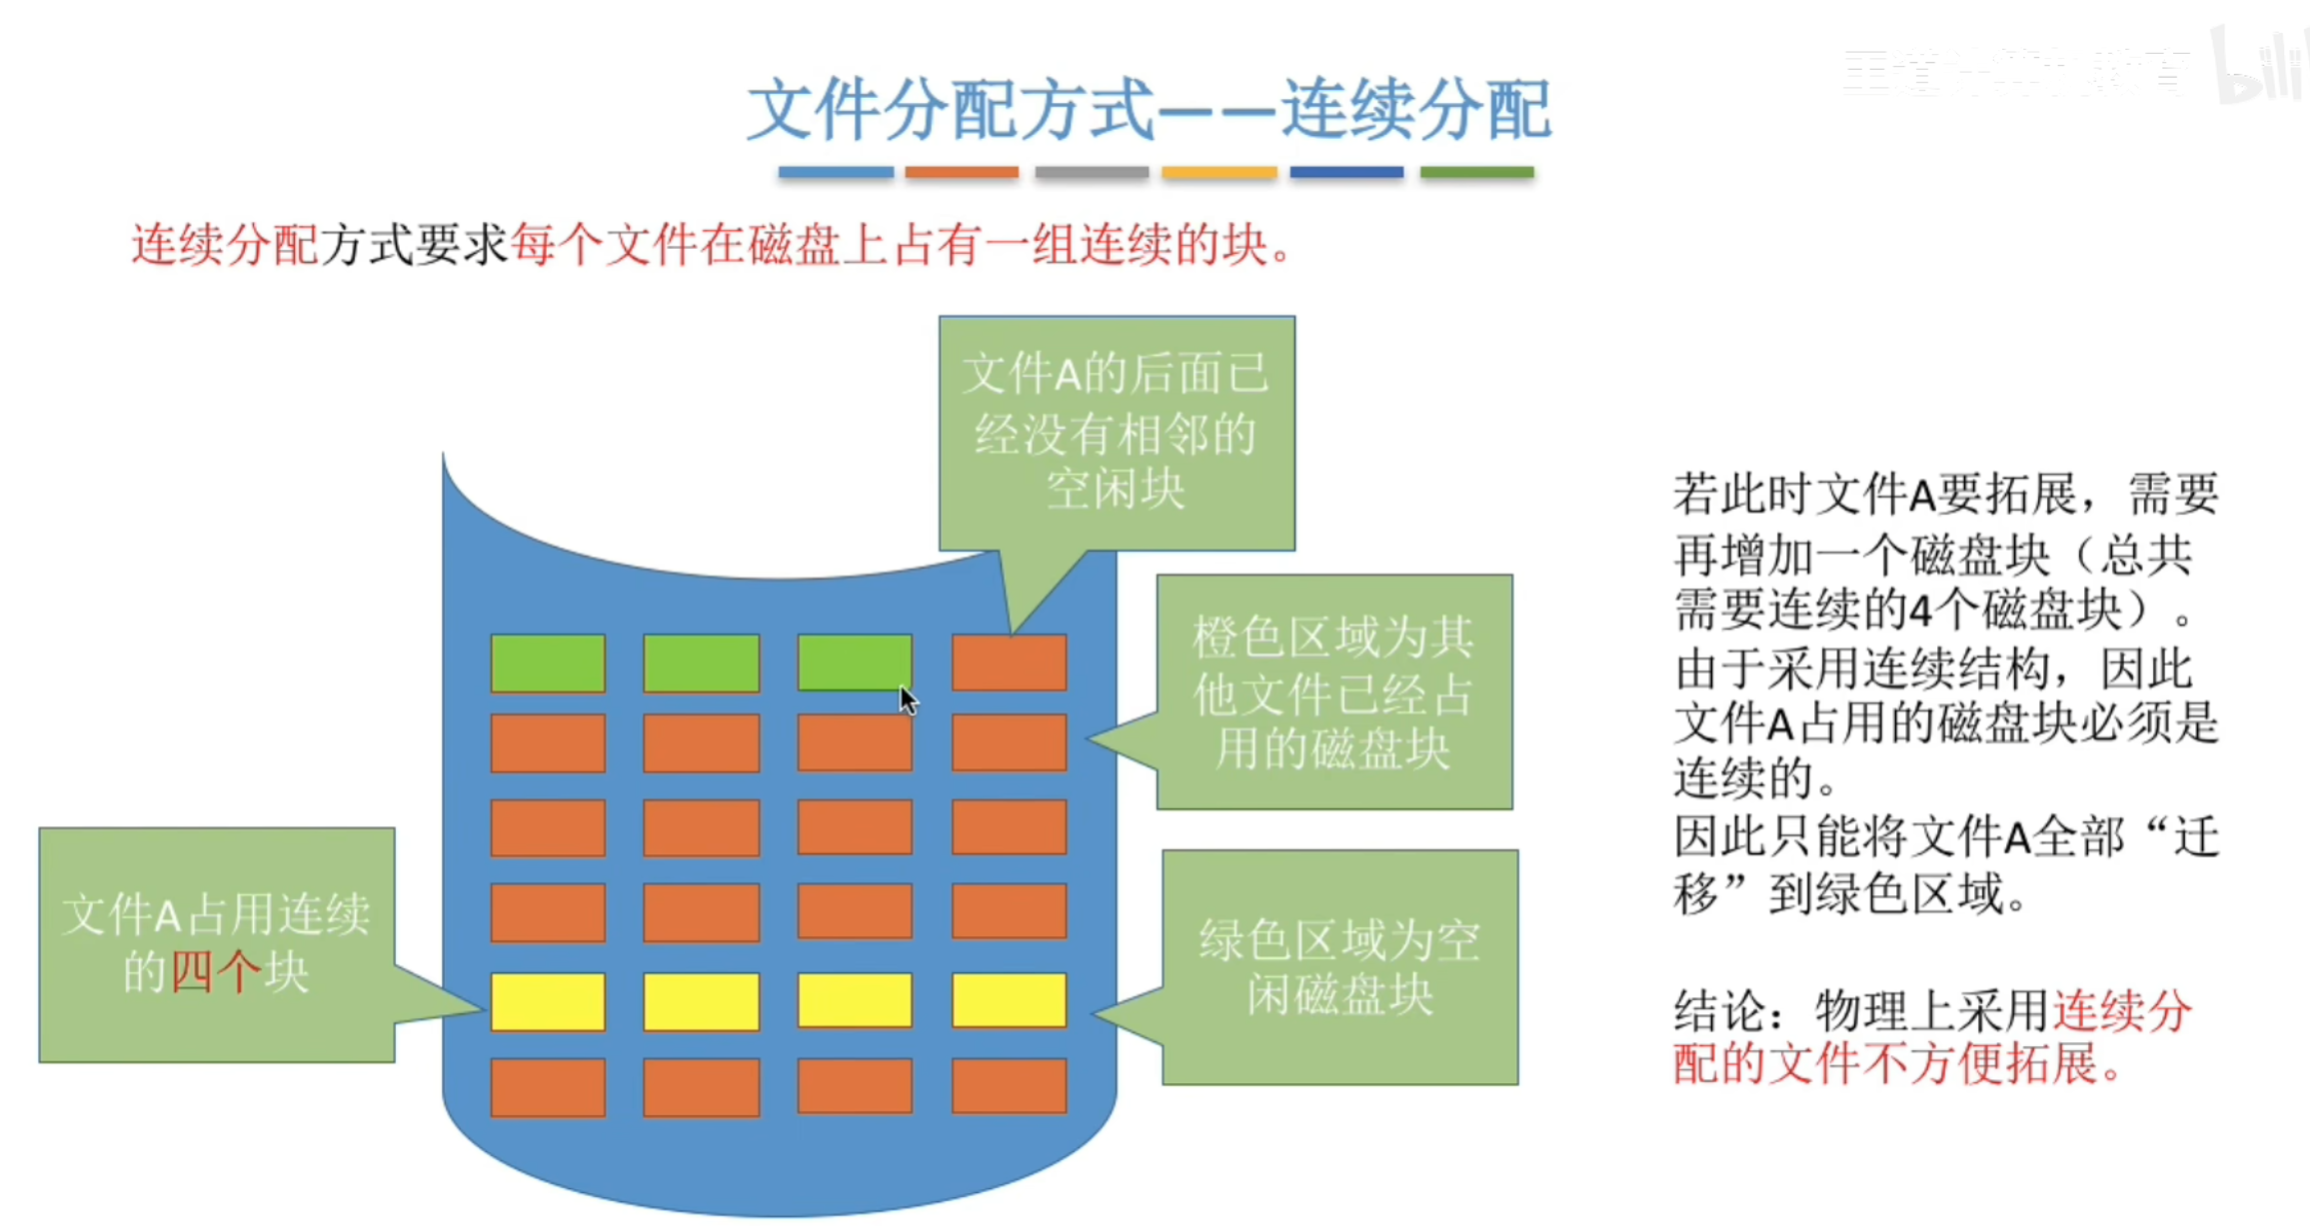 王道计算机教育
bili
文件分配方式——连续分配
连续分配方式要求每个文件在磁盘上占有一组连续的块。
文件A的后面已
经没有相邻的
空闲块
橙色区域为其
他文件已经占
用的磁盘块
文件A占用连续
的四个块
绿色区域为空
闲磁盘块
若此时文件A要拓展，需要
再增加一个磁盘块（总共
需要连续的4个磁盘块）。
由于采用连续结构，因此
文件A占用的磁盘块必须是
连续的。
因此只能将文件A全部“迁
移”到绿色区域。
结论：物理上采用连续分
配的文件不方便拓展。